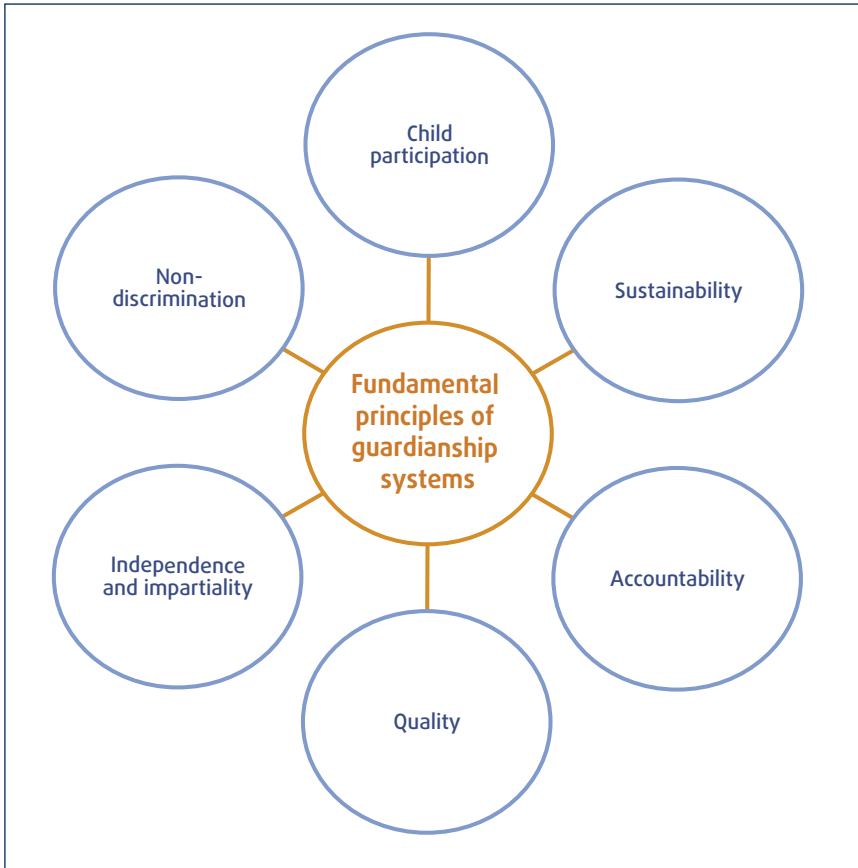 Child
participation
Non-
discrimination
Sustainability
Fundamental
principles of
guardianship
systems
Independence
and impartiality
Accountability
Quality